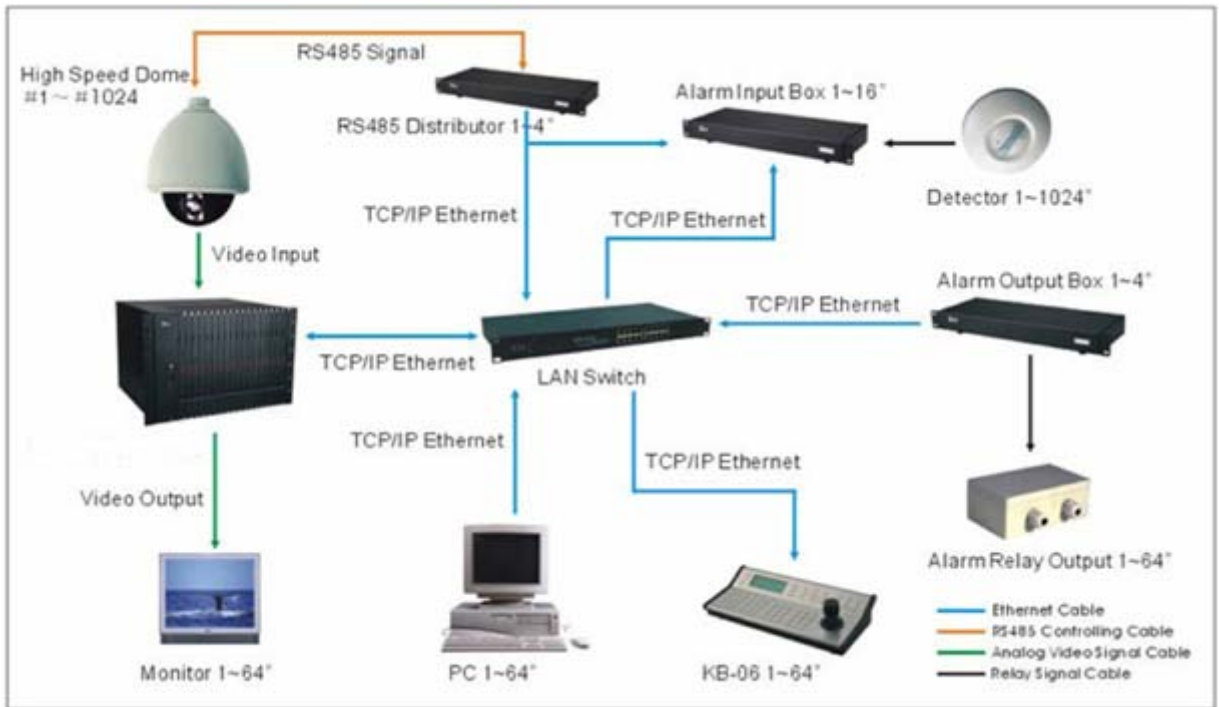 RS485 Signal
High Speed Dome
#1~#1024
RS485 Distributor 1~4"
Alarm Input Box 1~16"
Detector 1~1024"
TCP/IP Ethernet
TCP/IP Ethernet
Video Input
Alarm Output Box 1~4"
TCP/IP Ethernet
TCP/IP Ethernet
LAN Switch
TCP/IP Ethernet
TCP/IP Ethernet
Video Output
Alarm Relay Output 1~64"
Ethernet Cable
RS485 Controlling Cable
Analog Video Signal Cable
Relay Signal Cable
Monitor 1~64"
PC 1~64"
KB-06 1~64"